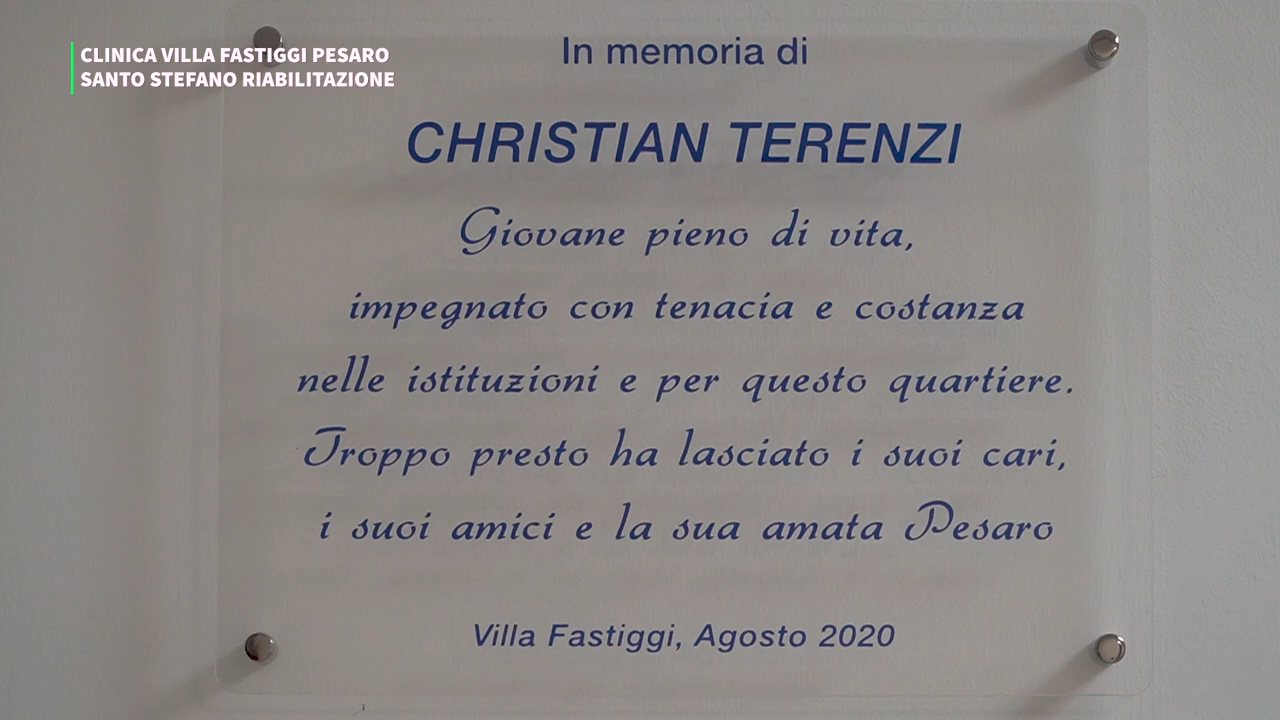 CLINICA VILLA FASTIGGI PESARO
SANTO STEFANO RIABILITAZIONE
In memoria di
CHRISTIAN TERENZI
Giovane pieno di vita,
impegnato con tenacia e costanza
nelle istituzioni e per questo quartiere.
Troppo presto ha lasciato i suoi cari,
i suoi amici e la sua amata Pesaro
Villa Fastiggi, Agosto 2020